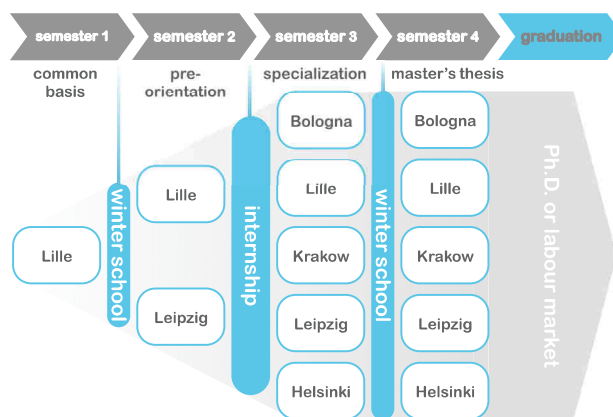 semester 1
semester 2
semester 3
semester 4
graduation
common
basis
pre-
orientation
specialization
master's thesis
Lille
winter school
Lille
Leipzig
internship
Bologna
Lille
Krakow
Leipzig
Helsinki
winter school
Bologna
Lille
Krakow
Leipzig
Helsinki
Ph.D. or labour market